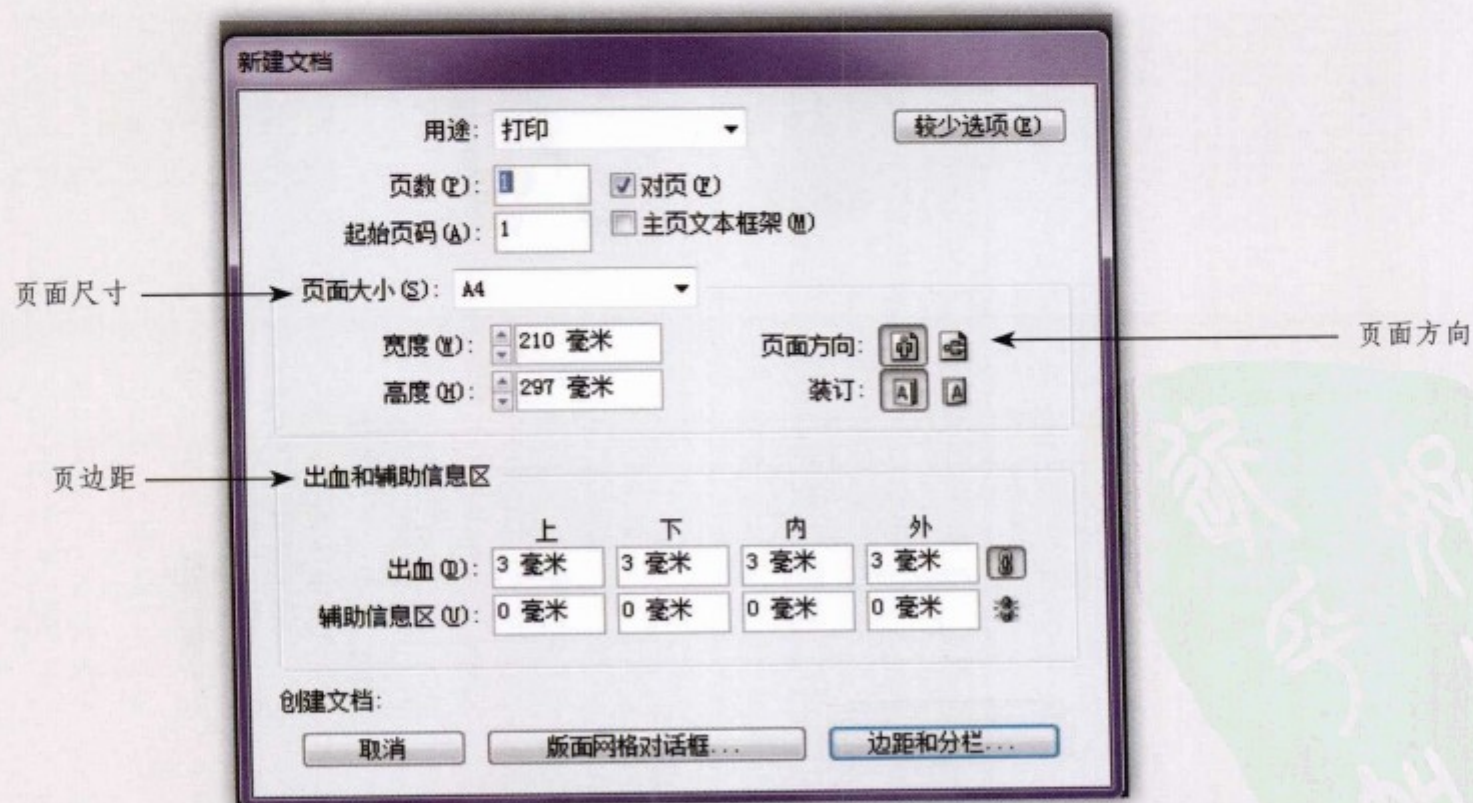 新建文档
用途: 打印 较少选项(E)
页数(P): 1 对页(F)
起始页码(A): 1 主页文本框架(M)
页面尺寸 页面大小(S): A4
宽度(W): 210 毫米 页面方向: 页面方向
高度(H): 297 毫米 装订: A A
页边距 出血和辅助信息区
上 下 内 外
出血(D): 3 毫米 3 毫米 3 毫米 3 毫米
辅助信息区(U): 0 毫米 0 毫米 0 毫米 0 毫米
创建文档:
取消 版面网格对话框... 边距和分栏...